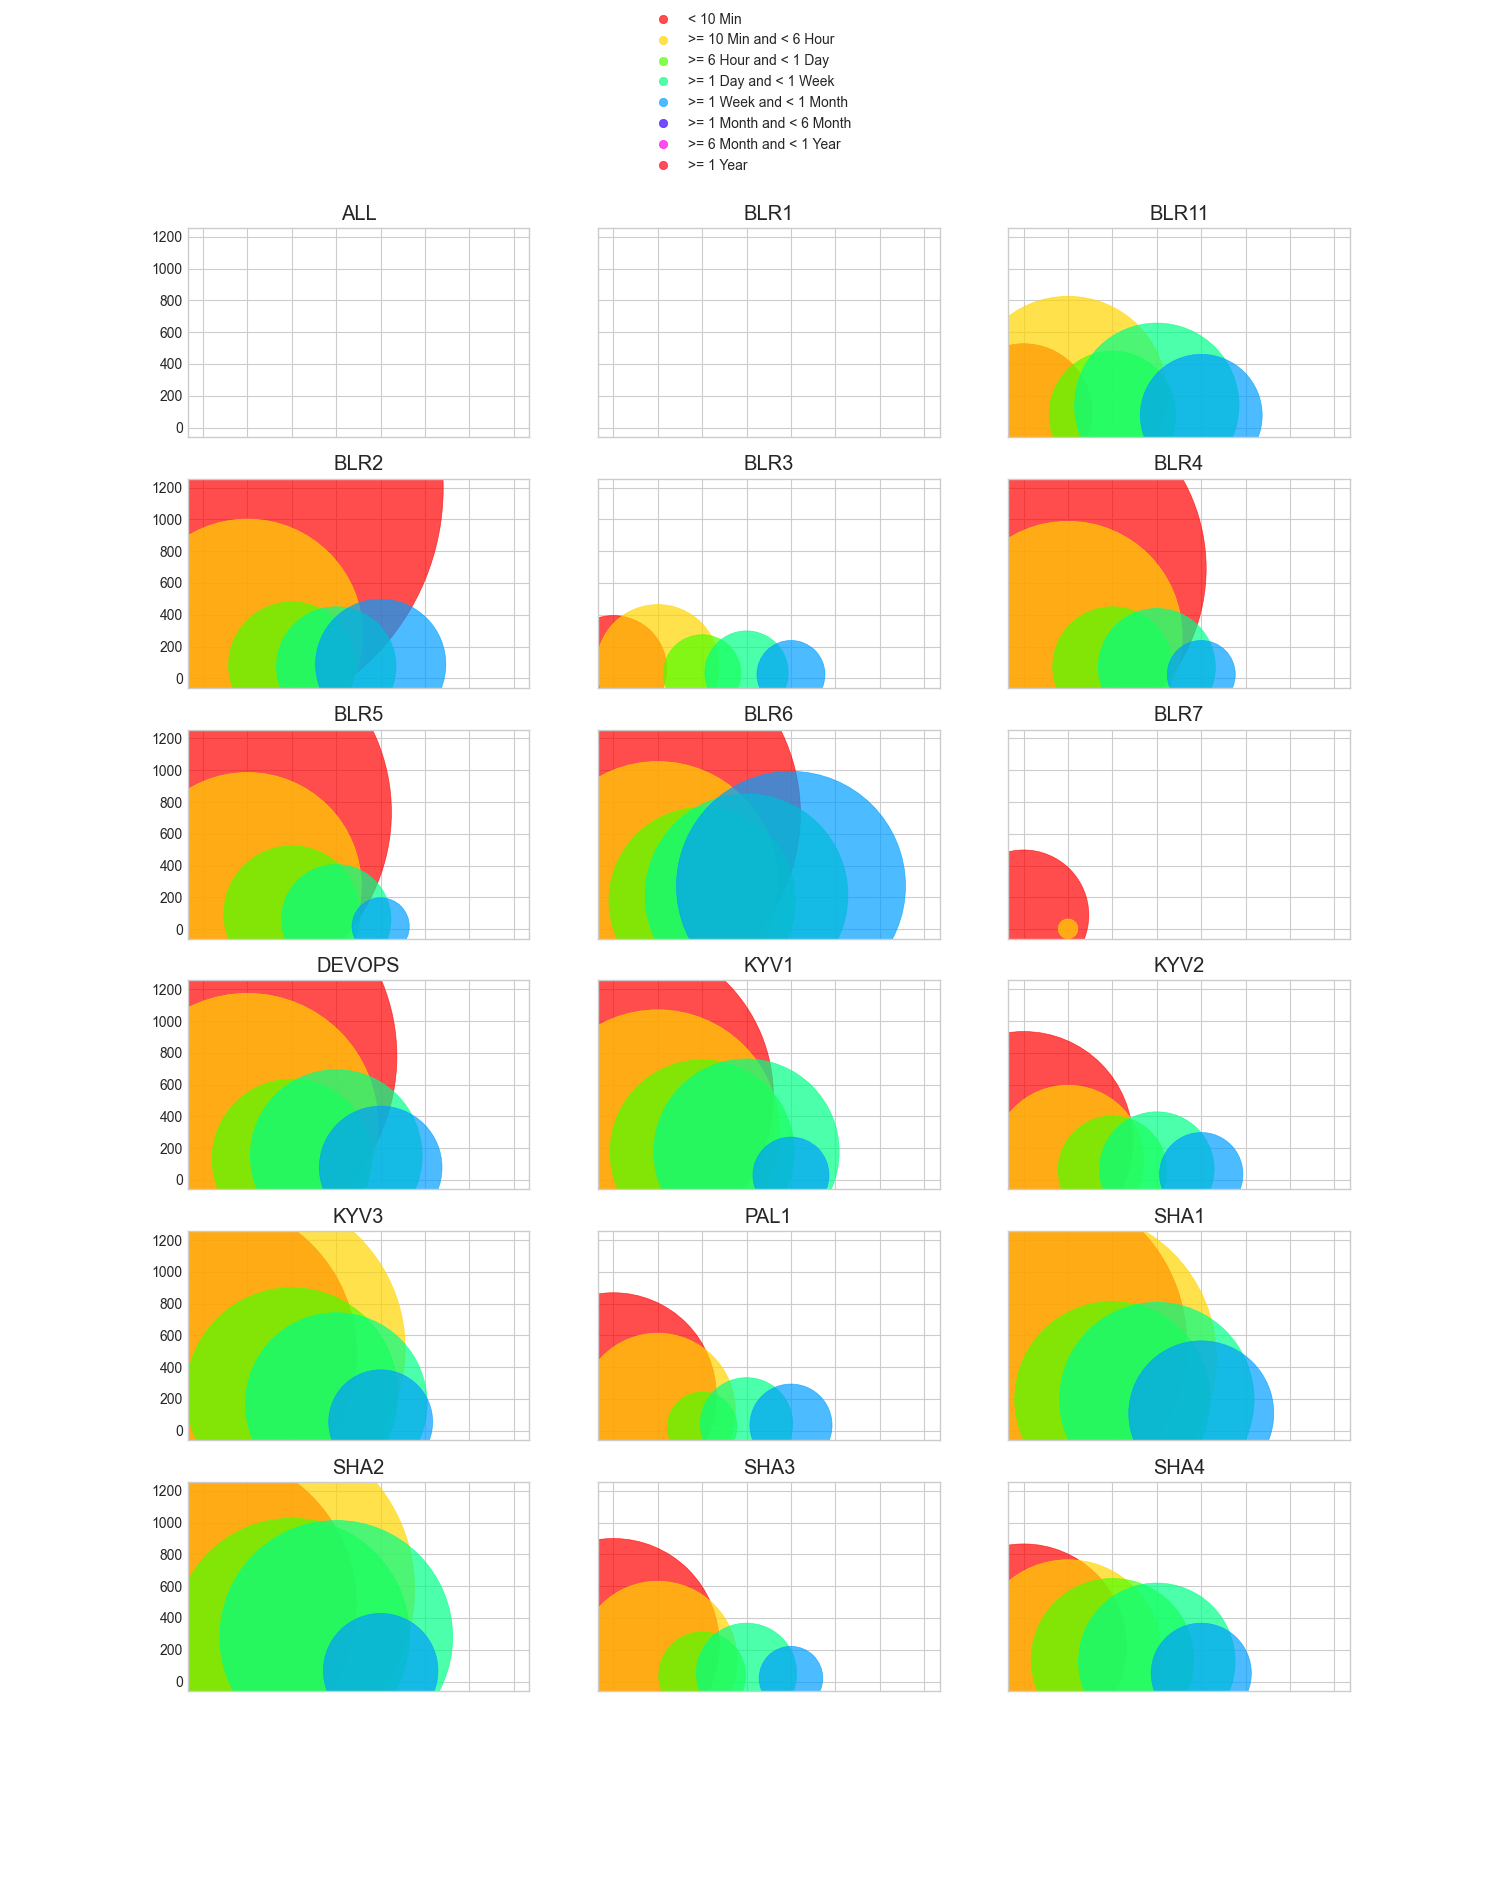 < 10 Min
>= 10 Min and < 6 Hour
>= 6 Hour and < 1 Day
>= 1 Day and < 1 Week
>= 1 Week and < 1 Month
>= 1 Month and < 6 Month
>= 6 Month and < 1 Year
>= 1 Year
ALL
BLR1
BLR11
1200
1000
800
600
400
200
0
BLR2
BLR3
BLR4
1200
1000
800
600
400
200
0
BLR5
BLR6
BLR7
1200
1000
800
600
400
200
0
DEVOPS
KYV1
KYV2
1200
1000
800
600
400
200
0
KYV3
PAL1
SHA1
1200
1000
800
600
400
200
0
SHA2
SHA3
SHA4
1200
1000
800
600
400
200
0